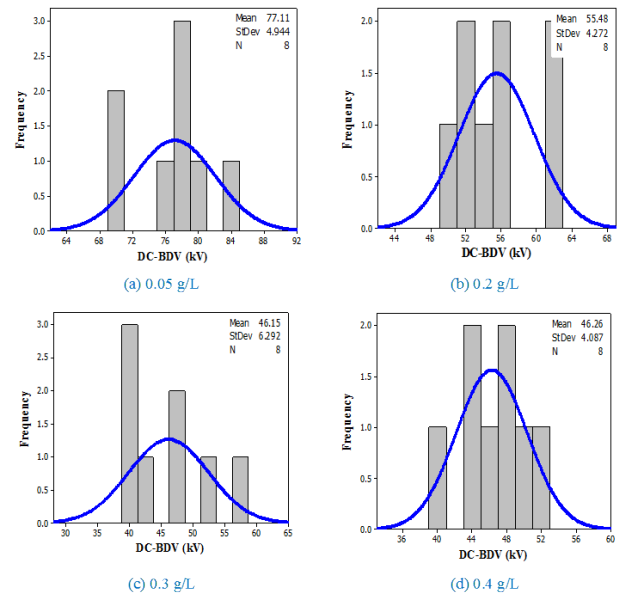 Mean 77.11
StDev 4.944
N 8
Frequency
3.0
2.5
2.0
1.5
1.0
0.5
0.0
64 68 72 76 80 84 88 92
DC-BDV (kV)
(a) 0.05 g/L
Mean 55.48
StDev 4.272
N 8
Frequency
2.0
1.5
1.0
0.5
0.0
44 48 52 56 60 64 68
DC-BDV (kV)
(b) 0.2 g/L
Mean 46.15
StDev 6.292
N 8
Frequency
3.0
2.5
2.0
1.5
1.0
0.5
0.0
30 35 40 45 50 55 60 65
DC-BDV (kV)
(c) 0.3 g/L
Mean 46.26
StDev 4.087
N 8
Frequency
2.0
1.5
1.0
0.5
0.0
36 40 44 48 52 56 60
DC-BDV (kV)
(d) 0.4 g/L